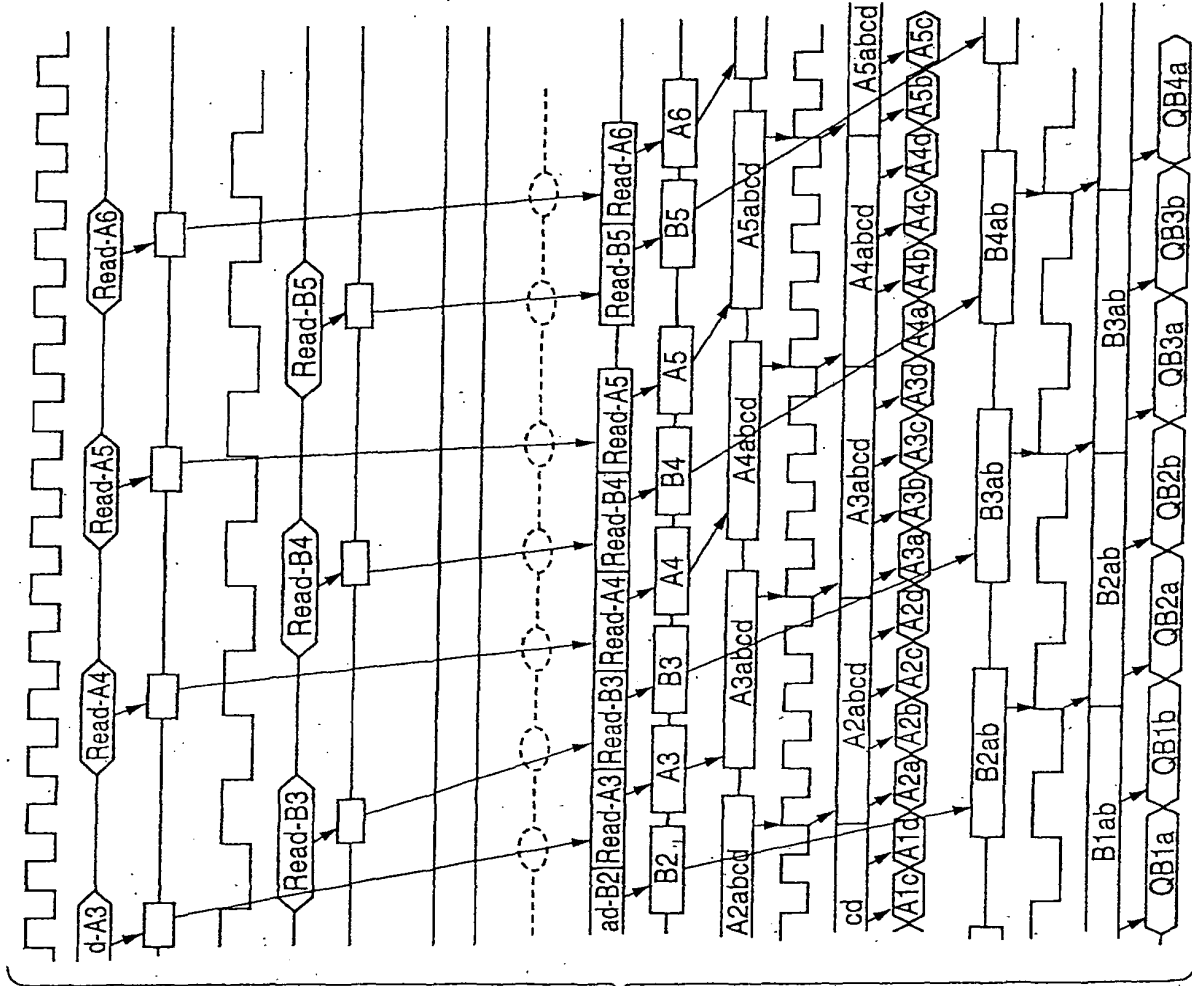 d-A3 Read-A4 Read-A5 Read-A6
Read-B3 Read-B4 Read-B5
ad-B2 Read-A3 Read-B3 Read-A4 Read-B4 Read-A5 Read-B5 Read-A6
B2 A3 B3 A4 B4 A5 B5 A6
A2abcd A3abcd A4abcd A5abcd
cd A2abcd A3abcd A4abcd A5abcd
A1c A1d A2a A2b A2c A2d A3a A3b A3c A3d A4a A4b A4c A4d A5b A5c
B2ab B3ab B4ab
B1ab B2ab B3ab
QB1a QB1b QB2a QB2b QB3a QB3b QB4a